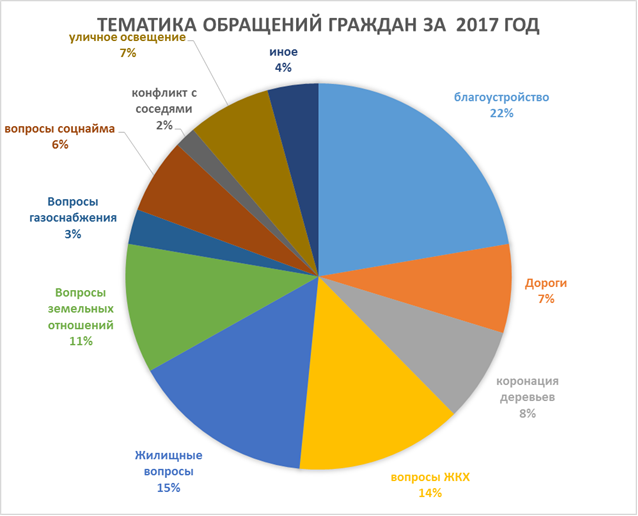 ТЕМАТИКА ОБРАЩЕНИЙ ГРАЖДАН ЗА 2017 ГОД
благоустройство
22%
Дороги
7%
коронация
деревьев
8%
вопросы ЖКХ
14%
Жилищные
вопросы
15%
Вопросы
земельных
отношений
11%
Вопросы
газоснабжения
3%
вопросы соцнайма
6%
конфликт с
соседями
2%
уличное освещение
7%
иное
4%